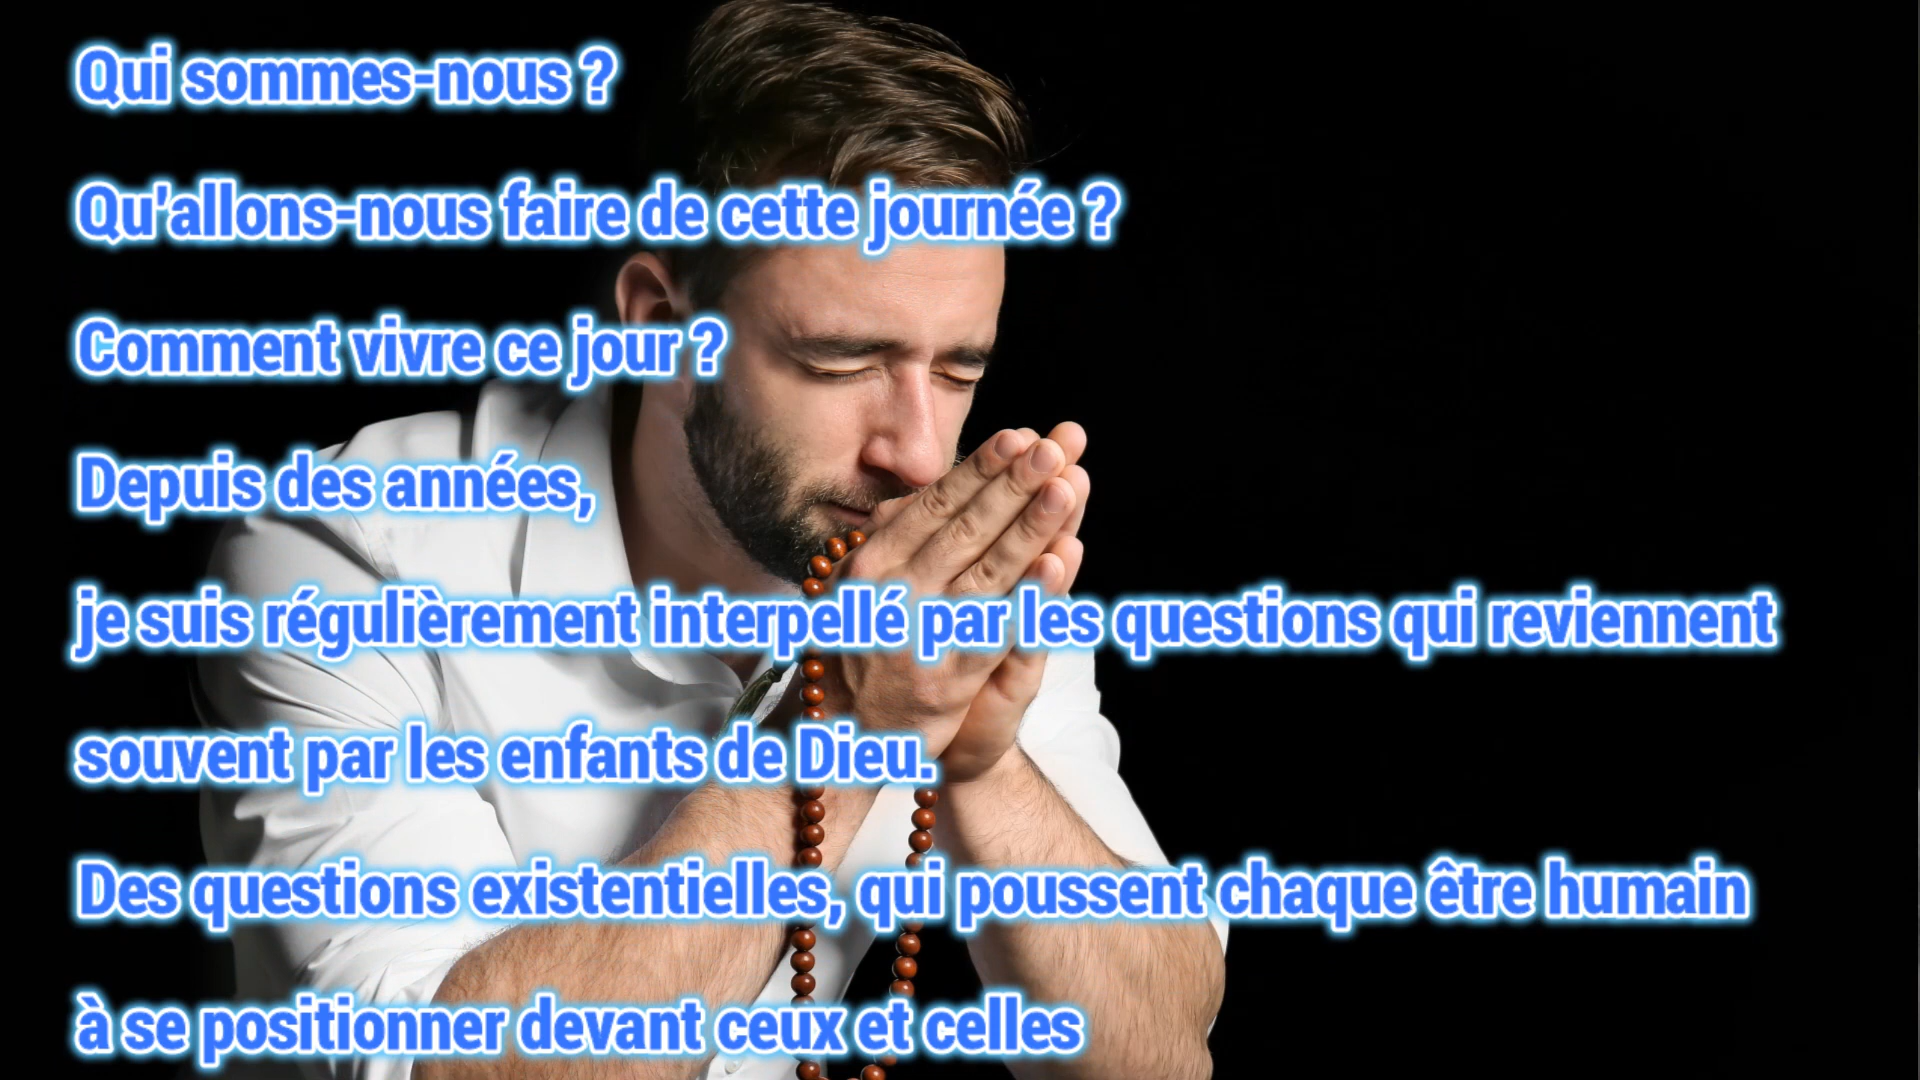 Qui sommes-nous ?
Qu'allons-nous faire de cette journée ?
Comment vivre ce jour ?
Depuis des années,
je suis régulièrement interpellé par les questions qui reviennent
souvent par les enfants de Dieu.
Des questions existentielles, qui poussent chaque être humain
à se positionner devant ceux et celles